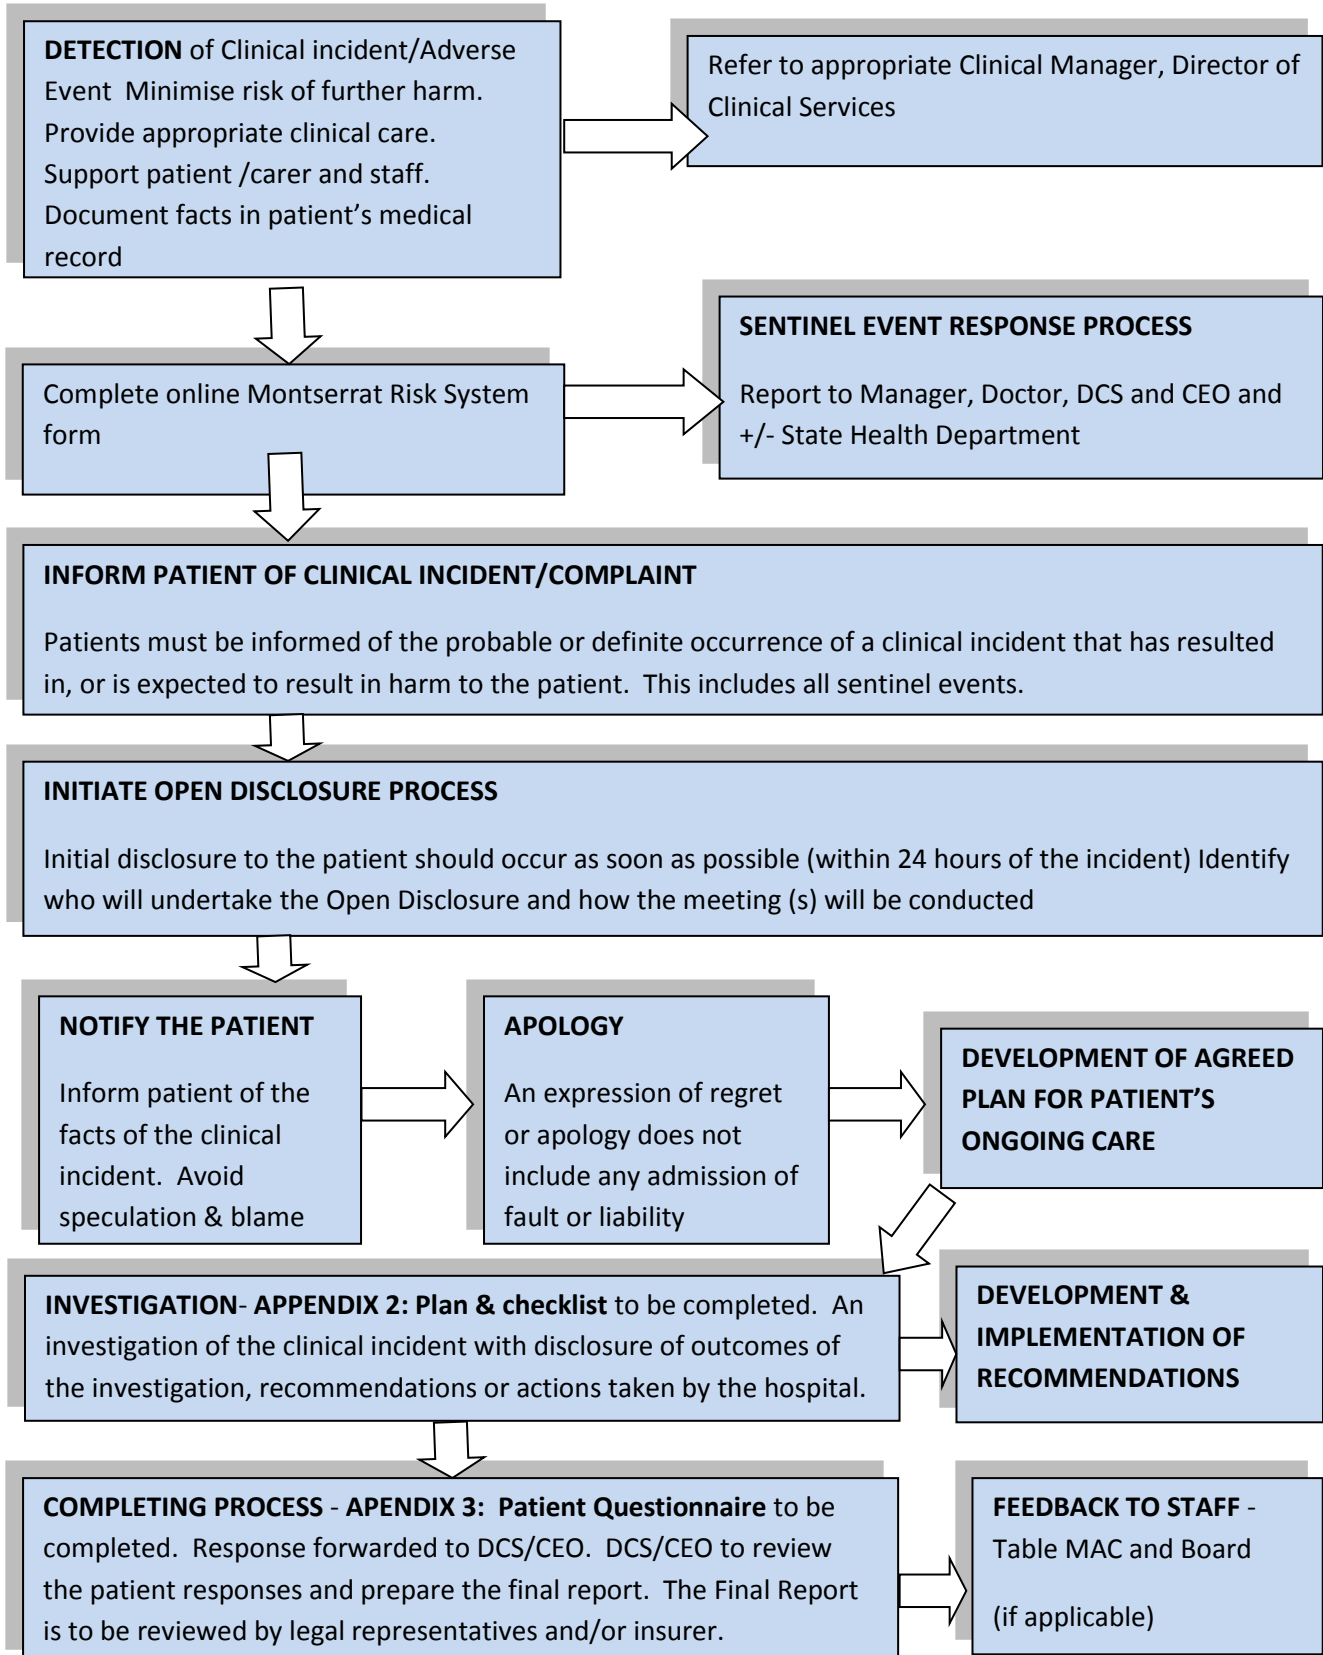 DETECTION of Clinical incident/Adverse
Event  Minimise risk of further harm.
Provide appropriate clinical care.
Support patient /carer and staff.
Document facts in patient’s medical
record
Refer to appropriate Clinical Manager, Director of
Clinical Services
Complete online Montserrat Risk System
form
SENTINEL EVENT RESPONSE PROCESS
Report to Manager, Doctor, DCS and CEO and
+/- State Health Department
INFORM PATIENT OF CLINICAL INCIDENT/COMPLAINT
Patients must be informed of the probable or definite occurrence of a clinical incident that has resulted
in, or is expected to result in harm to the patient.  This includes all sentinel events.
INITIATE OPEN DISCLOSURE PROCESS
Initial disclosure to the patient should occur as soon as possible (within 24 hours of the incident) Identify
who will undertake the Open Disclosure and how the meeting (s) will be conducted
NOTIFY THE PATIENT
Inform patient of the
facts of the clinical
incident.  Avoid
speculation & blame
APOLOGY
An expression of regret
or apology does not
include any admission of
fault or liability
DEVELOPMENT OF AGREED
PLAN FOR PATIENT’S
ONGOING CARE
INVESTIGATION- APPENDIX 2: Plan & checklist to be completed.  An
investigation of the clinical incident with disclosure of outcomes of
the investigation, recommendations or actions taken by the hospital.
DEVELOPMENT &
IMPLEMENTATION OF
RECOMMENDATIONS
COMPLETING PROCESS - APENDIX 3:  Patient Questionnaire to be
completed.  Response forwarded to DCS/CEO.  DCS/CEO to review
the patient responses and prepare the final report.  The Final Report
is to be reviewed by legal representatives and/or insurer.
FEEDBACK TO STAFF -
Table MAC and Board
(if applicable)